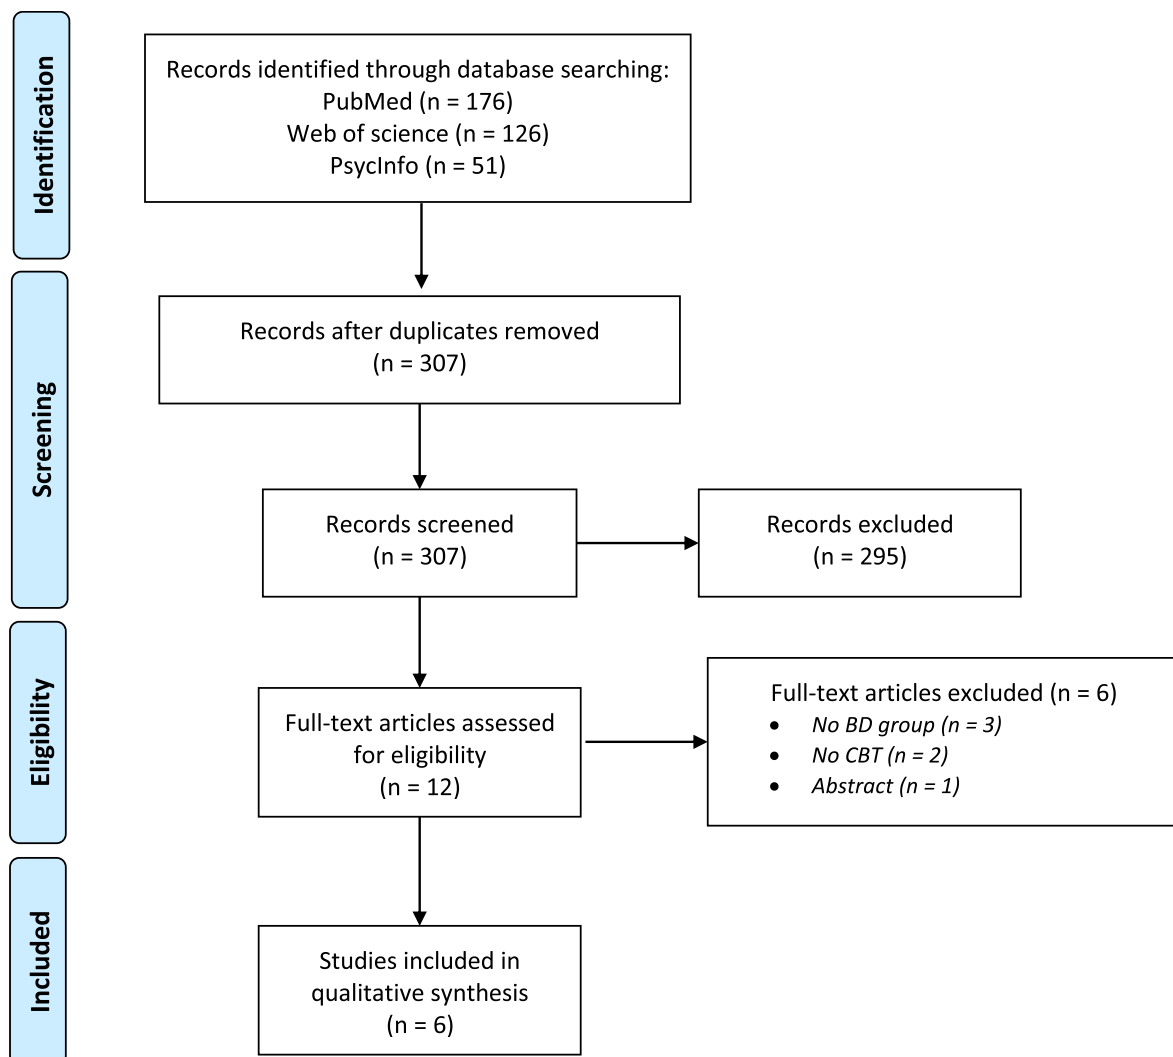 Identification
Records identified through database searching:
PubMed (n = 176)
Web of science (n = 126)
PsycInfo (n = 51)
Screening
Records after duplicates removed
(n = 307)
Records screened
(n = 307)
Records excluded
(n = 295)
Eligibility
Full-text articles assessed
for eligibility
(n = 12)
Full-text articles excluded (n = 6)
• No BD group (n = 3)
• No CBT (n = 2)
• Abstract (n = 1)
Included
Studies included in
qualitative synthesis
(n = 6)